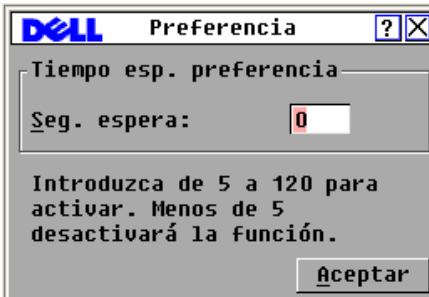 DELL Preferencia ? X
Tiempo esp. preferencia
Seg. espera: 0
Introduzca de 5 a 120 para
activar. Menos de 5
desactivará la función.
Aceptar